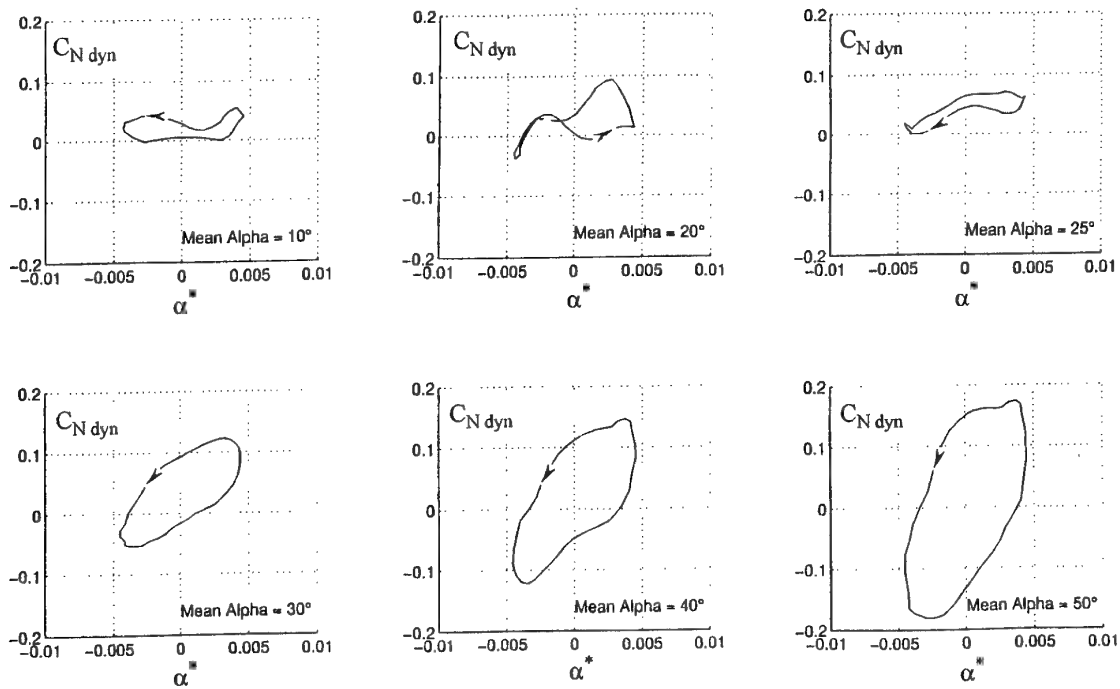 0.2
C_N dyn
0.1
0
-0.1
Mean Alpha = 10°
-0.2
-0.01 -0.005 0 0.005 0.01
α*
0.2
C_N dyn
0.1
0
-0.1
Mean Alpha = 20°
-0.2
-0.01 -0.005 0 0.005 0.01
α*
0.2
C_N dyn
0.1
0
-0.1
Mean Alpha = 25°
-0.2
-0.01 -0.005 0 0.005 0.01
α*
0.2
C_N dyn
0.1
0
-0.1
Mean Alpha = 30°
-0.2
-0.01 -0.005 0 0.005 0.01
α*
0.2
C_N dyn
0.1
0
-0.1
Mean Alpha = 40°
-0.2
-0.01 -0.005 0 0.005 0.01
α*
0.2
C_N dyn
0.1
0
-0.1
Mean Alpha = 50°
-0.2
-0.01 -0.005 0 0.005 0.01
α*